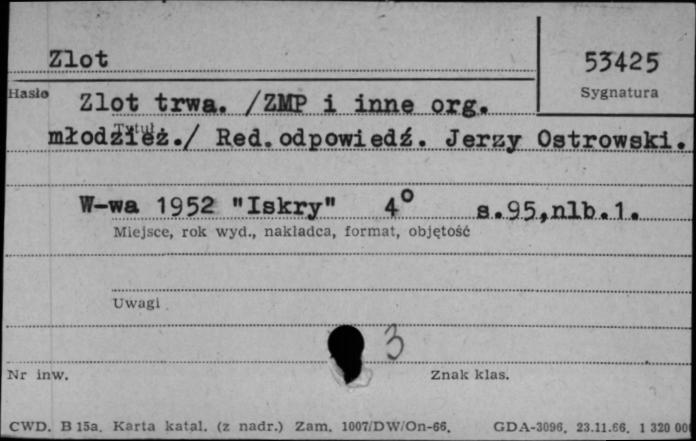 Zlot
53425
Hasło
Sygnatura
Zlot trwa. /ZMP i inne org.
Tytuł
młodzież./ Red.odpowiedź. Jerzy Ostrowski.
W-wa 1952 "Iskry" 4° s.95,nlb.1.
Miejsce, rok wyd., nakładca, format, objętość
Uwagi
3
Nr inw.
Znak klas.
CWD. B 15a. Karta katal. (z nadr.) Zam. 1007/DW/On-66. GDA-3096. 23.11.66. 1 320 00